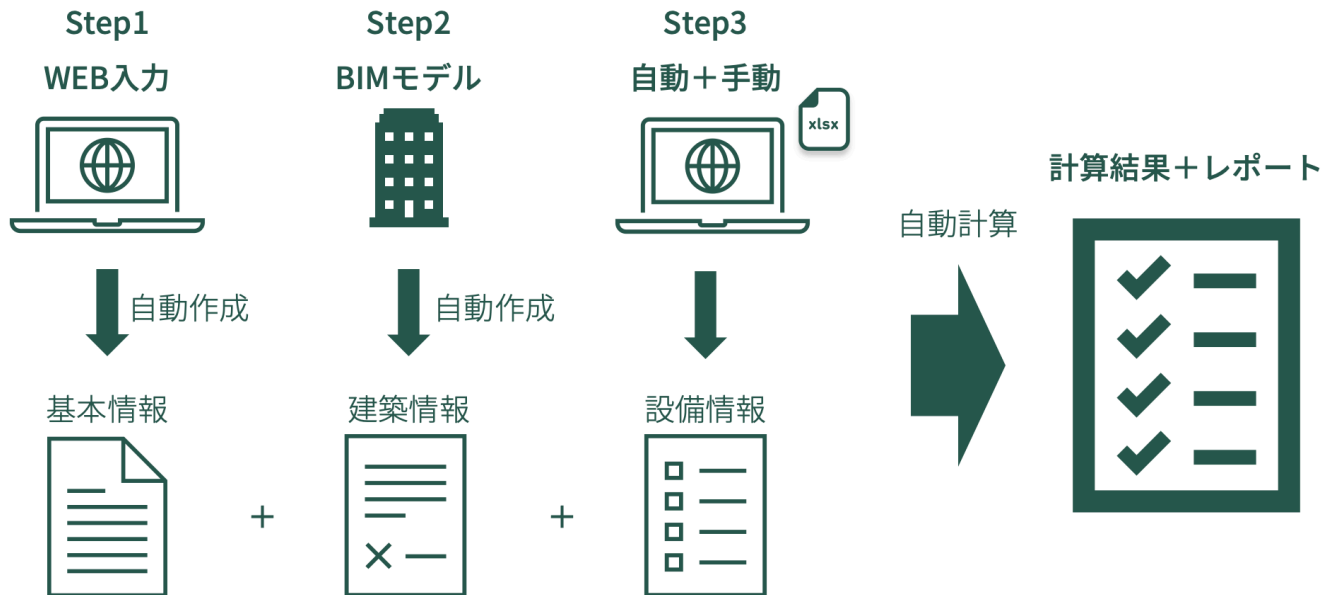 Step1
WEB入力
自動作成
基本情報
+
Step2
BIMモデル
自動作成
建築情報
+
Step3
自動＋手動
xlsx
設備情報
自動計算
計算結果＋レポート